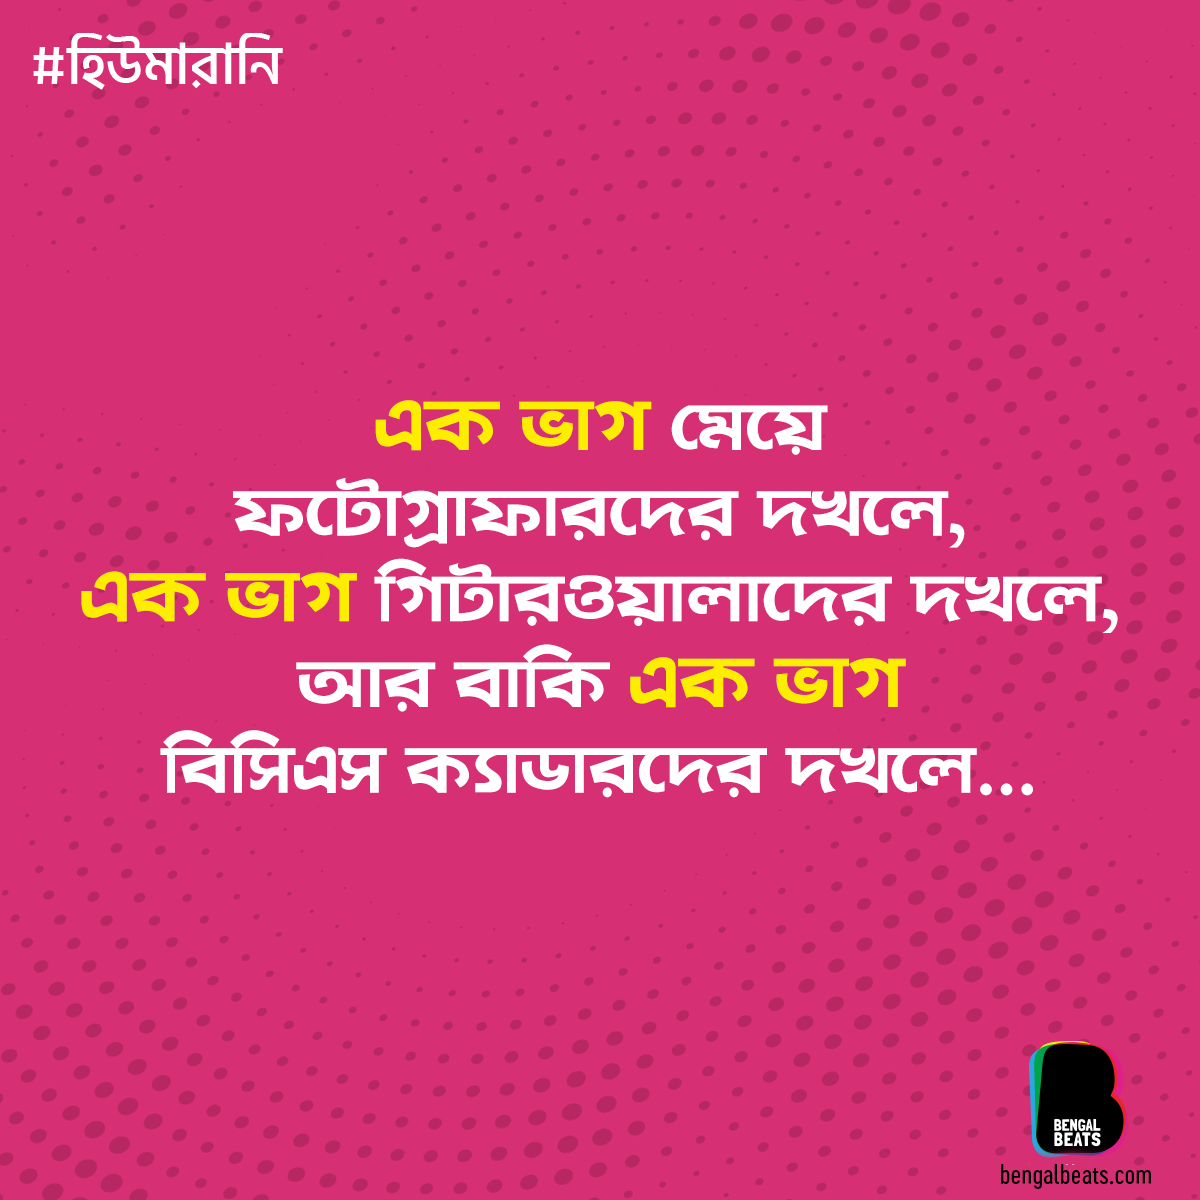 #হিউমারানি
এক ভাগ মেয়ে
ফটোগ্রাফারদের দখলে,
এক ভাগ গিটারওয়ালাদের দখলে,
আর বাকি এক ভাগ
বিসিএস ক্যাডারদের দখলে...
BENGAL
BEATS
bengalbeats.com